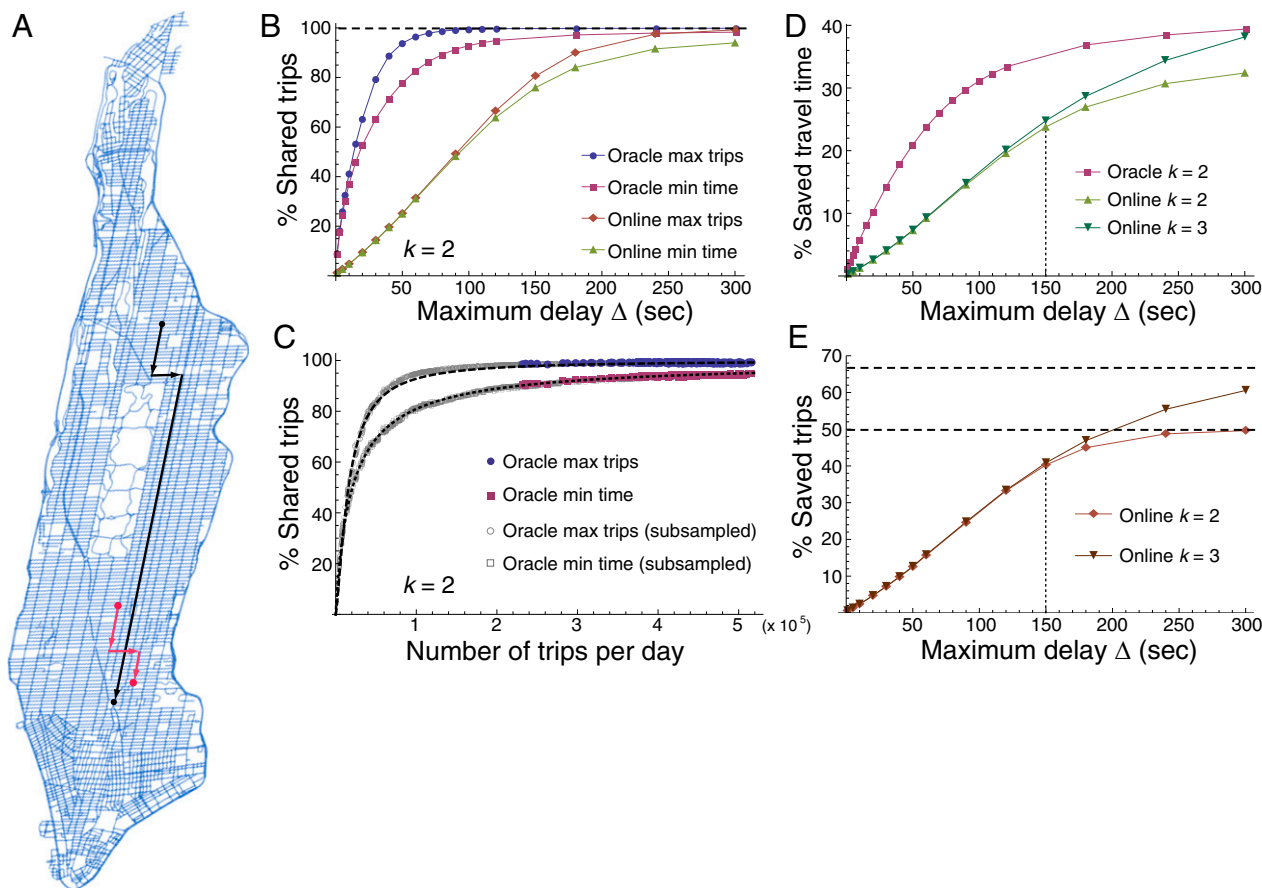 A
B
% Shared trips
100
80
60
40
20
Oracle max trips
Oracle min time
Online max trips
Online min time
k = 2
50 100 150 200 250 300
Maximum delay Δ (sec)
C
% Shared trips
100
80
60
40
20
Oracle max trips
Oracle min time
Oracle max trips (subsampled)
Oracle min time (subsampled)
k = 2
1 2 3 4 5 (x 10⁵)
Number of trips per day
D
% Saved travel time
40
30
20
10
Oracle k = 2
Online k = 2
Online k = 3
50 100 150 200 250 300
Maximum delay Δ (sec)
E
% Saved trips
70
60
50
40
30
20
10
Online k = 2
Online k = 3
50 100 150 200 250 300
Maximum delay Δ (sec)